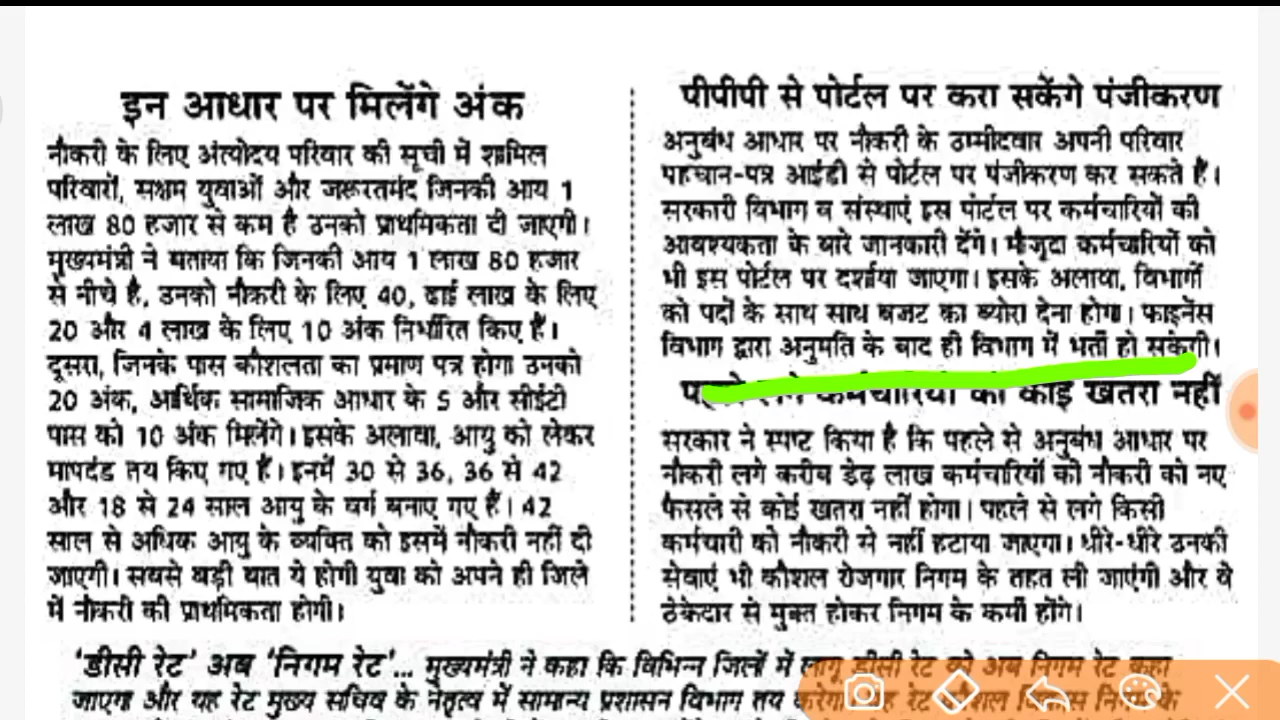 इन आधार पर मिलेंगे अंक
नौकरी के लिए अंत्योदय परिवार की सूची में शामिल
परिवारों, सक्षम युवाओं और जरूरतमंद जिनकी आय 1
लाख 80 हजार से कम है उनको प्राथमिकता दी जाएगी।
मुख्यमंत्री ने बताया कि जिनकी आय 1 लाख 80 हजार
से नीचे है, उनको नौकरी के लिए 40, ढाई लाख के लिए
20 और 4 लाख के लिए 10 अंक निर्धारित किए हैं।
दूसरा, जिनके पास कौशलता का प्रमाण पत्र होगा उनको
20 अंक, आर्थिक सामाजिक आधार के 5 और सीईटी
पास को 10 अंक मिलेंगे। इसके अलावा, आयु को लेकर
मापदंड तय किए गए हैं। इनमें 30 से 36, 36 से 42
और 18 से 24 साल आयु के वर्ग बनाए गए हैं। 42
साल से अधिक आयु के व्यक्ति को इसमें नौकरी नहीं दी
जाएगी। सबसे बड़ी बात ये होगी युवा को अपने ही जिले
में नौकरी की प्राथमिकता होगी।
पीपीपी से पोर्टल पर करा सकेंगे पंजीकरण
अनुबंध आधार पर नौकरी के उम्मीदवार अपनी परिवार
पहचान-पत्र आईडी से पोर्टल पर पंजीकरण कर सकते हैं।
सरकारी विभाग व संस्थाएं इस पोर्टल पर कर्मचारियों की
आवश्यकता के बारे जानकारी देंगे। मौजूदा कर्मचारियों को
भी इस पोर्टल पर दर्शाया जाएगा। इसके अलावा, विभागों
को पदों के साथ साथ बजट का ब्योरा देना होगा। फाइनेंस
विभाग द्वारा अनुमति के बाद ही विभाग में भर्ती हो सकेगी।
पहले लगे कर्मचारियों को कोई खतरा नहीं
सरकार ने स्पष्ट किया है कि पहले से अनुबंध आधार पर
नौकरी लगे करीब डेढ़ लाख कर्मचारियों की नौकरी को नए
फैसले से कोई खतरा नहीं होगा। पहले से लगे किसी
कर्मचारी को नौकरी से नहीं हटाया जाएगा। धीरे-धीरे उनकी
सेवाएं भी कौशल रोजगार निगम के तहत ली जाएंगी और वे
ठेकेदार से मुक्त होकर निगम के कर्मी होंगे।
'डीसी रेट' अब 'निगम रेट'... मुख्यमंत्री ने कहा कि विभिन्न जिलों में लागू डीसी रेट को अब निगम रेट कहा
जाएगा और यह रेट मुख्य सचिव के नेतृत्व में सामान्य प्रशासन विभाग तय करेगा